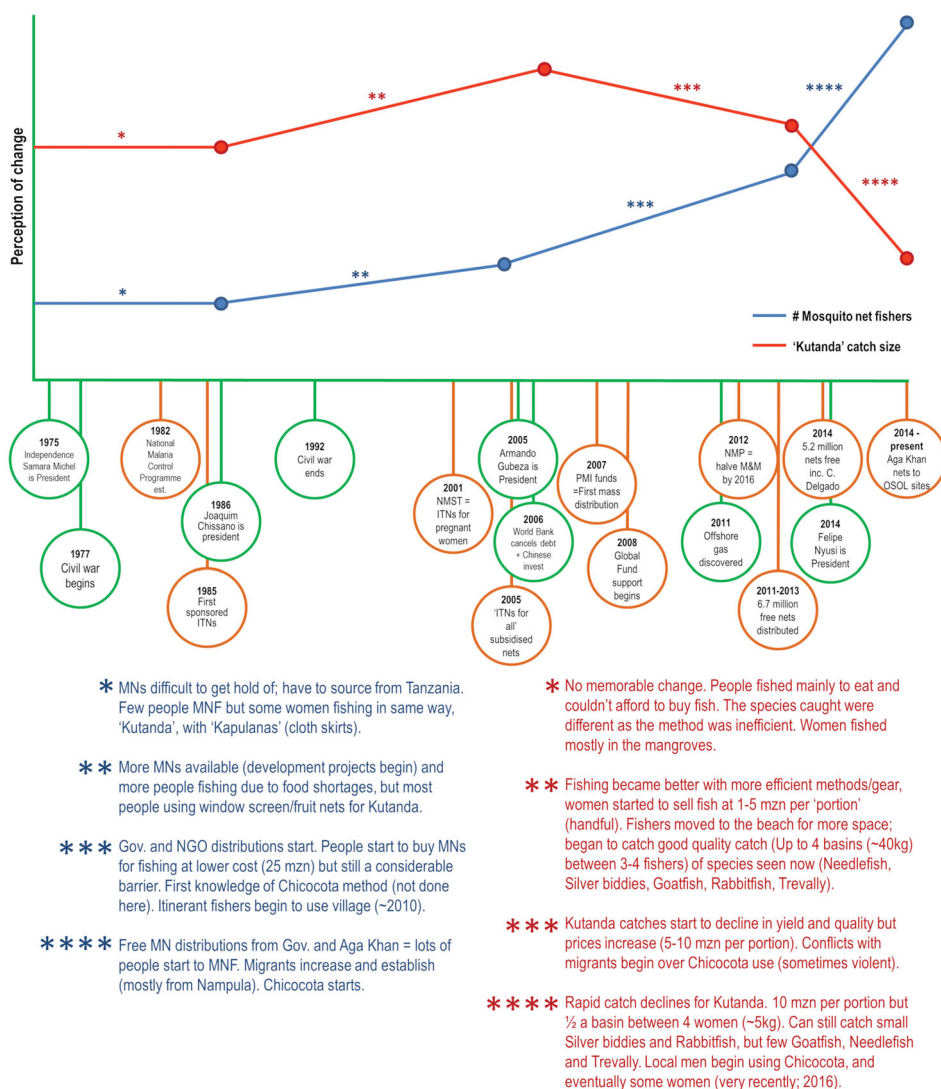 Perception of change
*
**
***
****
*
**
***
****
# Mosquito net fishers
‘Kutanda’ catch size
1975
Independence
Samara Michel
is President
1977
Civil war
begins
1982
National
Malaria
Control
Programme
est.
1985
First
sponsored
ITNs
1986
Joaquim
Chissano is
president
1992
Civil war
ends
2001
NMST =
ITNs for
pregnant
women
2005
Armando
Gubeza is
President
2005
‘ITNs for
all’
subsidised
nets
2006
World Bank
cancels debt
+ Chinese
invest
2007
PMI funds
=First mass
distribution
2008
Global
Fund
support
begins
2011
Offshore
gas
discovered
2012
NMP =
halve M&M
by 2016
2011-2013
6.7 million
free nets
distributed
2014
5.2 million
nets free
inc. C.
Delgado
2014
Felipe
Nyusi is
President
2014 -
present
Aga Khan
nets to
OSOL sites
* MNs difficult to get hold of; have to source from Tanzania.
Few people MNF but some women fishing in same way,
‘Kutanda’, with ‘Kapulanas’ (cloth skirts).
** More MNs available (development projects begin) and
more people fishing due to food shortages, but most
people using window screen/fruit nets for Kutanda.
*** Gov. and NGO distributions start. People start to buy MNs
for fishing at lower cost (25 mzn) but still a considerable
barrier. First knowledge of Chicocota method (not done
here). Itinerant fishers begin to use village (~2010).
**** Free MN distributions from Gov. and Aga Khan = lots of
people start to MNF. Migrants increase and establish
(mostly from Nampula). Chicocota starts.
* No memorable change. People fished mainly to eat and
couldn’t afford to buy fish. The species caught were
different as the method was inefficient. Women fished
mostly in the mangroves.
** Fishing became better with more efficient methods/gear,
women started to sell fish at 1-5 mzn per ‘portion’
(handful). Fishers moved to the beach for more space;
began to catch good quality catch (Up to 4 basins (~40kg)
between 3-4 fishers) of species seen now (Needlefish,
Silver biddies, Goatfish, Rabbitfish, Trevally).
*** Kutanda catches start to decline in yield and quality but
prices increase (5-10 mzn per portion). Conflicts with
migrants begin over Chicocota use (sometimes violent).
**** Rapid catch declines for Kutanda. 10 mzn per portion but
½ a basin between 4 women (~5kg). Can still catch small
Silver biddies and Rabbitfish, but few Goatfish, Needlefish
and Trevally. Local men begin using Chicocota, and
eventually some women (very recently; 2016).